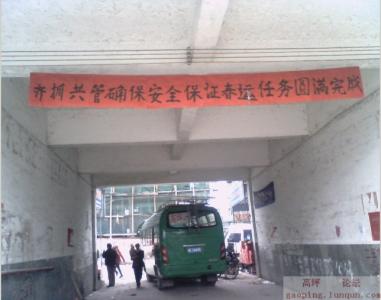 齐抓共管确保安全保证春运任务圆满完成
高坪 论坛
gaoping.lunqun.com